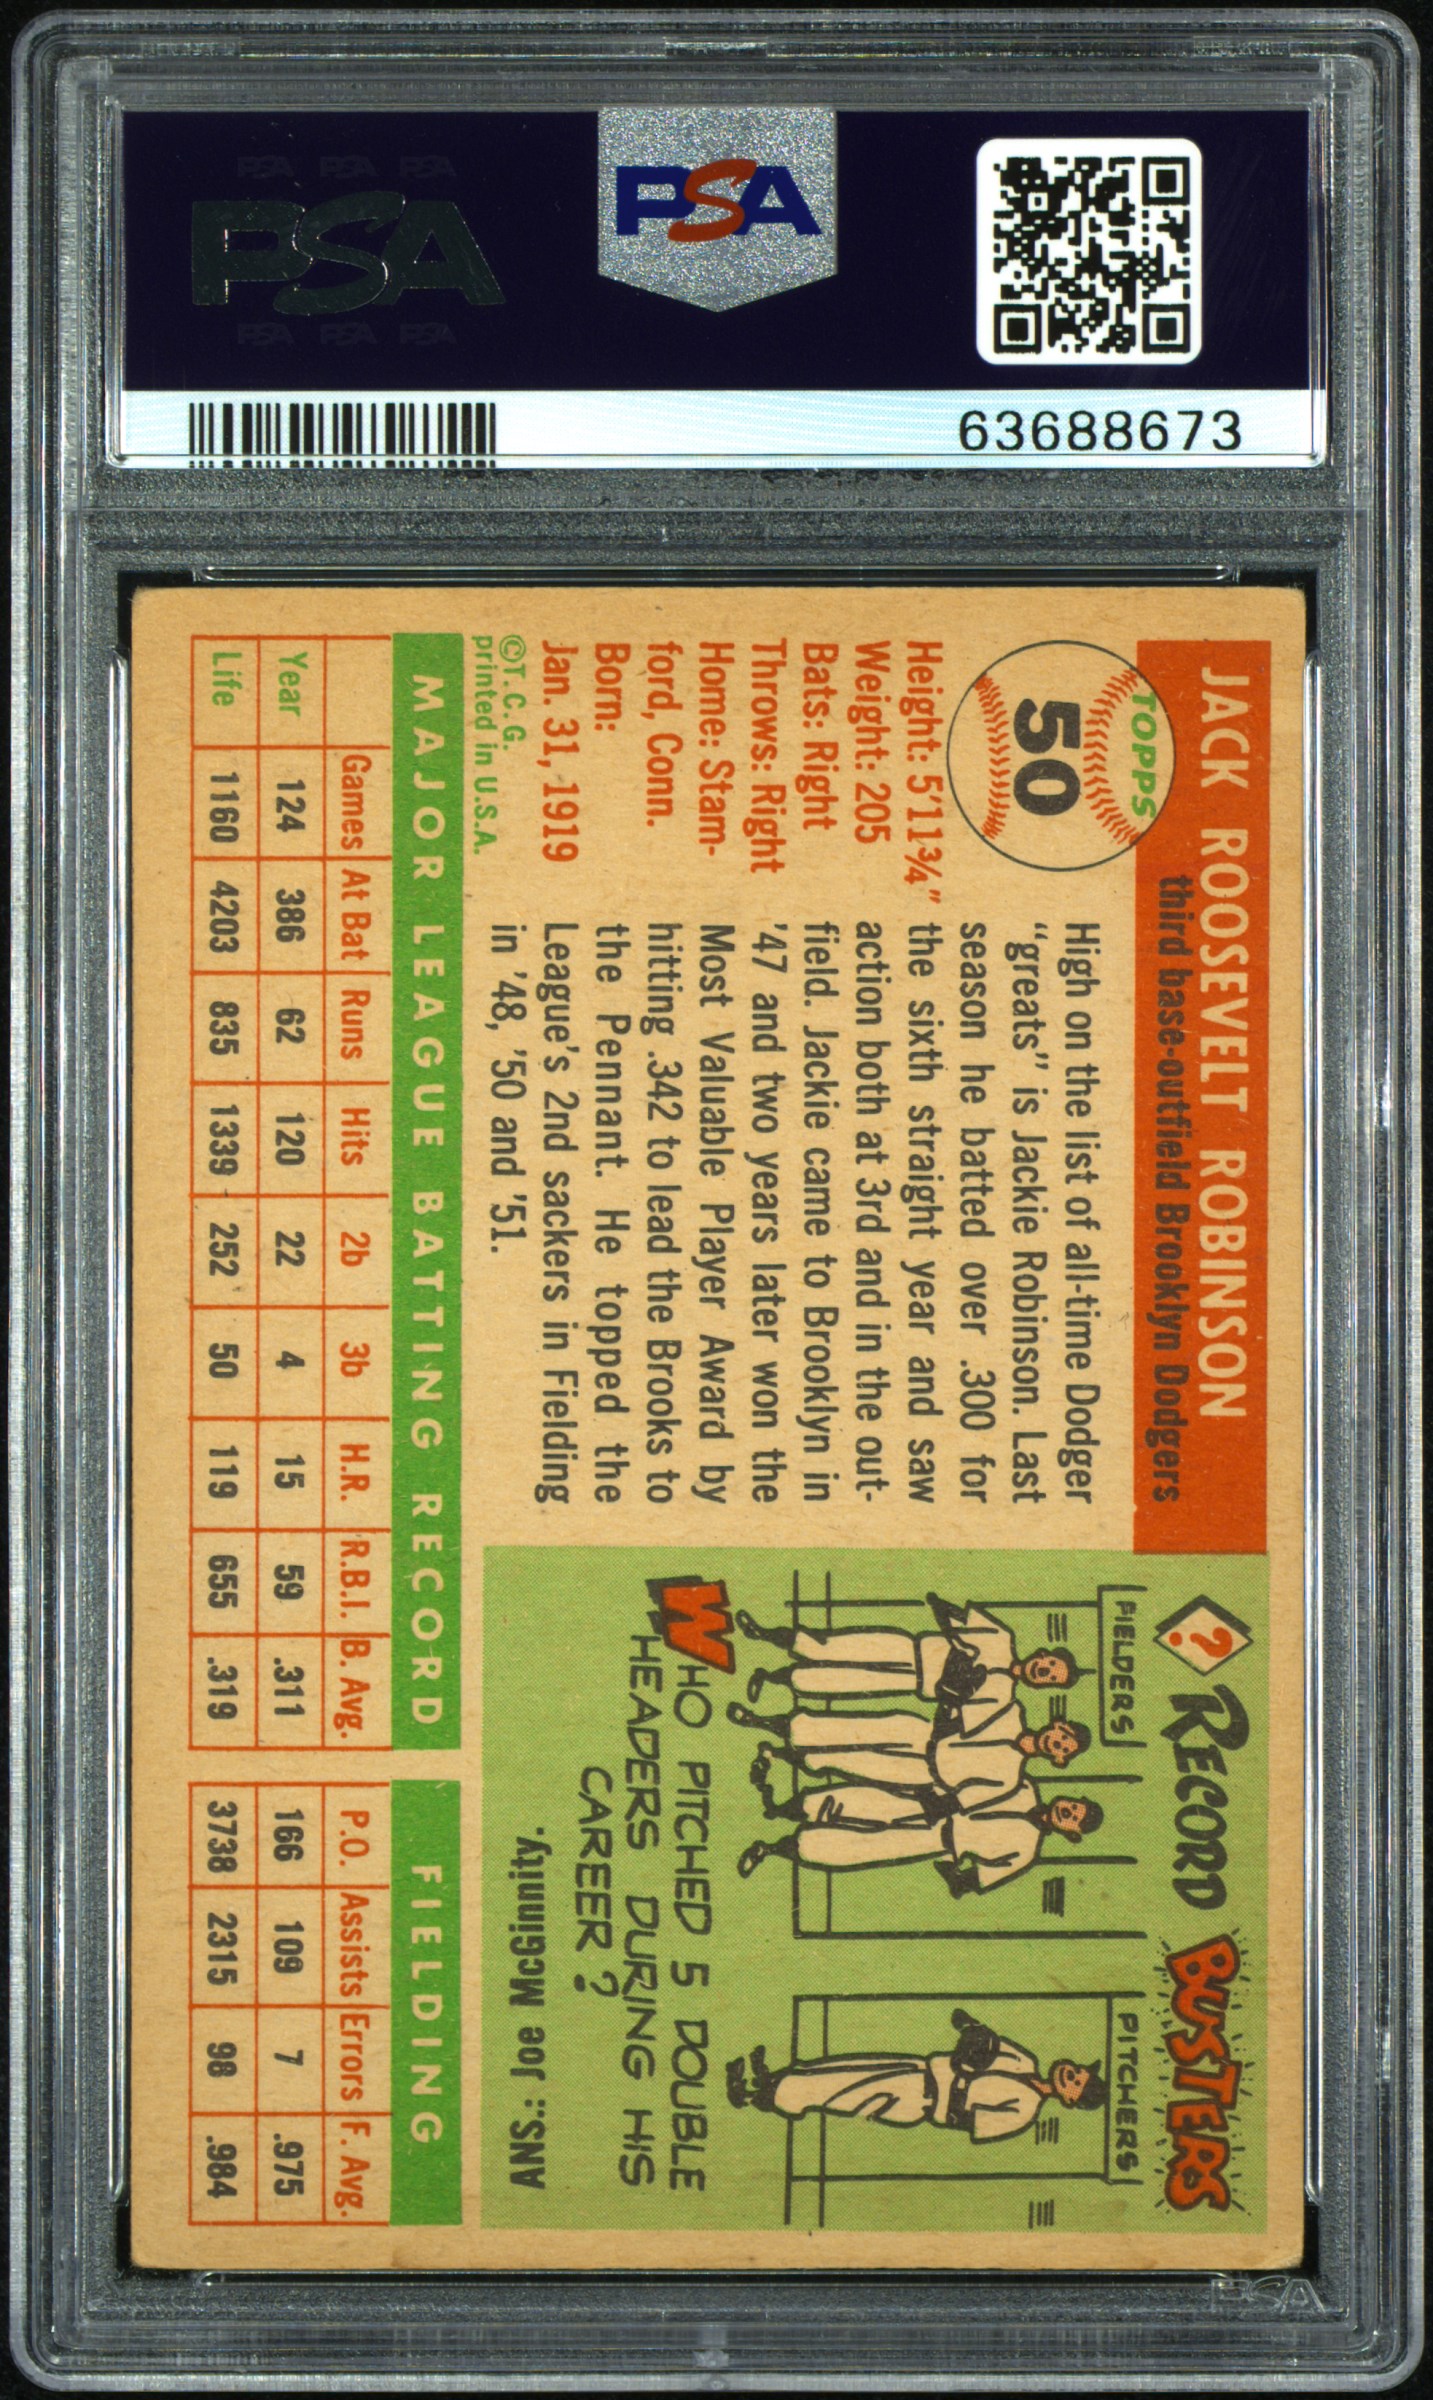 PSA PSA PSA
PSA
PSA PSA PSA
PSA
63688673
JACK ROOSEVELT ROBINSON
third base-outfield Brooklyn Dodgers
TOPPS
50
Height: 5'11¾"
Weight: 205
Bats: Right
Throws: Right
Home: Stam-
ford, Conn.
Born:
Jan. 31, 1919
©T.C.G.
printed in U.S.A.
High on the list of all-time Dodger
“greats” is Jackie Robinson. Last
season he batted over .300 for
the sixth straight year and saw
action both at 3rd and in the out-
field. Jackie came to Brooklyn in
'47 and two years later won the
Most Valuable Player Award by
hitting .342 to lead the Brooks to
the Pennant. He topped the
League's 2nd sackers in Fielding
in '48, '50 and '51.
? RECORD BUSTERS
FIELDERS
PITCHERS
WHO PITCHED 5 DOUBLE
HEADERS DURING HIS
CAREER?
ANS.: Joe McGinnity.
MAJOR LEAGUE BATTING RECORD
FIELDING
Games At Bat Runs Hits 2b 3b H.R. R.B.I. B. Avg. P.O. Assists Errors F. Avg.
Year 124 386 62 120 22 4 15 59 .311 166 109 7 .975
Life 1160 4203 835 1339 252 50 119 655 .319 3738 2315 98 .984
PSA